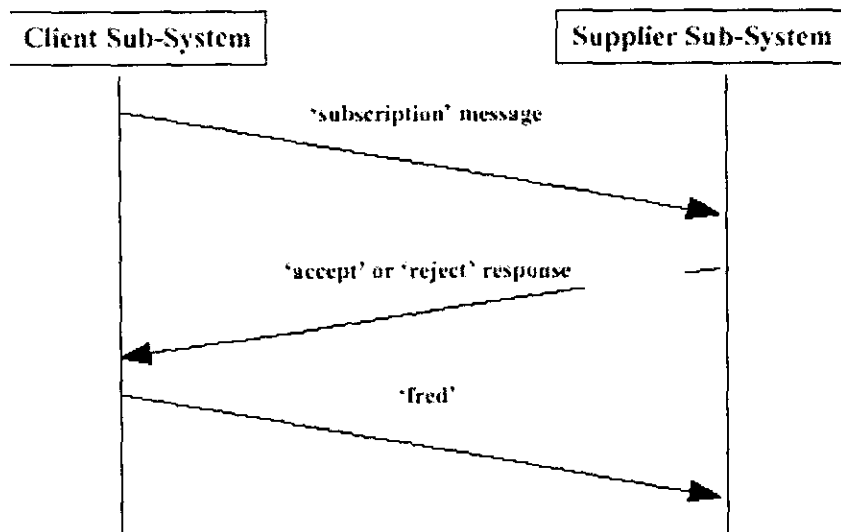 Client Sub-System
Supplier Sub-System
‘subscription’ message
‘accept’ or ‘reject’ response
‘fred’